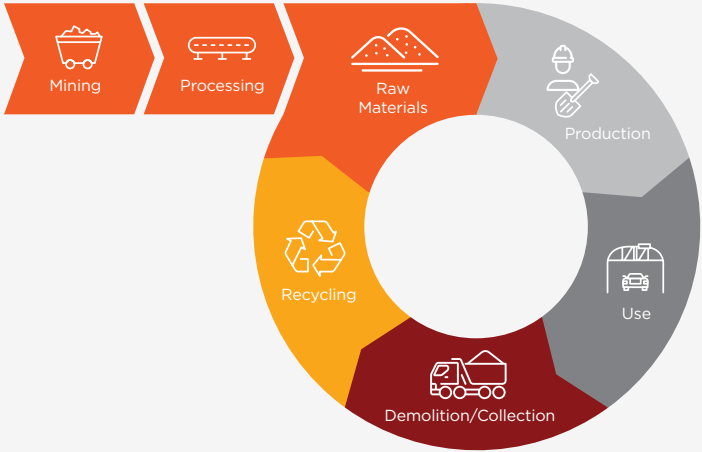 Mining
Processing
Raw
Materials
Production
Use
Demolition/Collection
Recycling